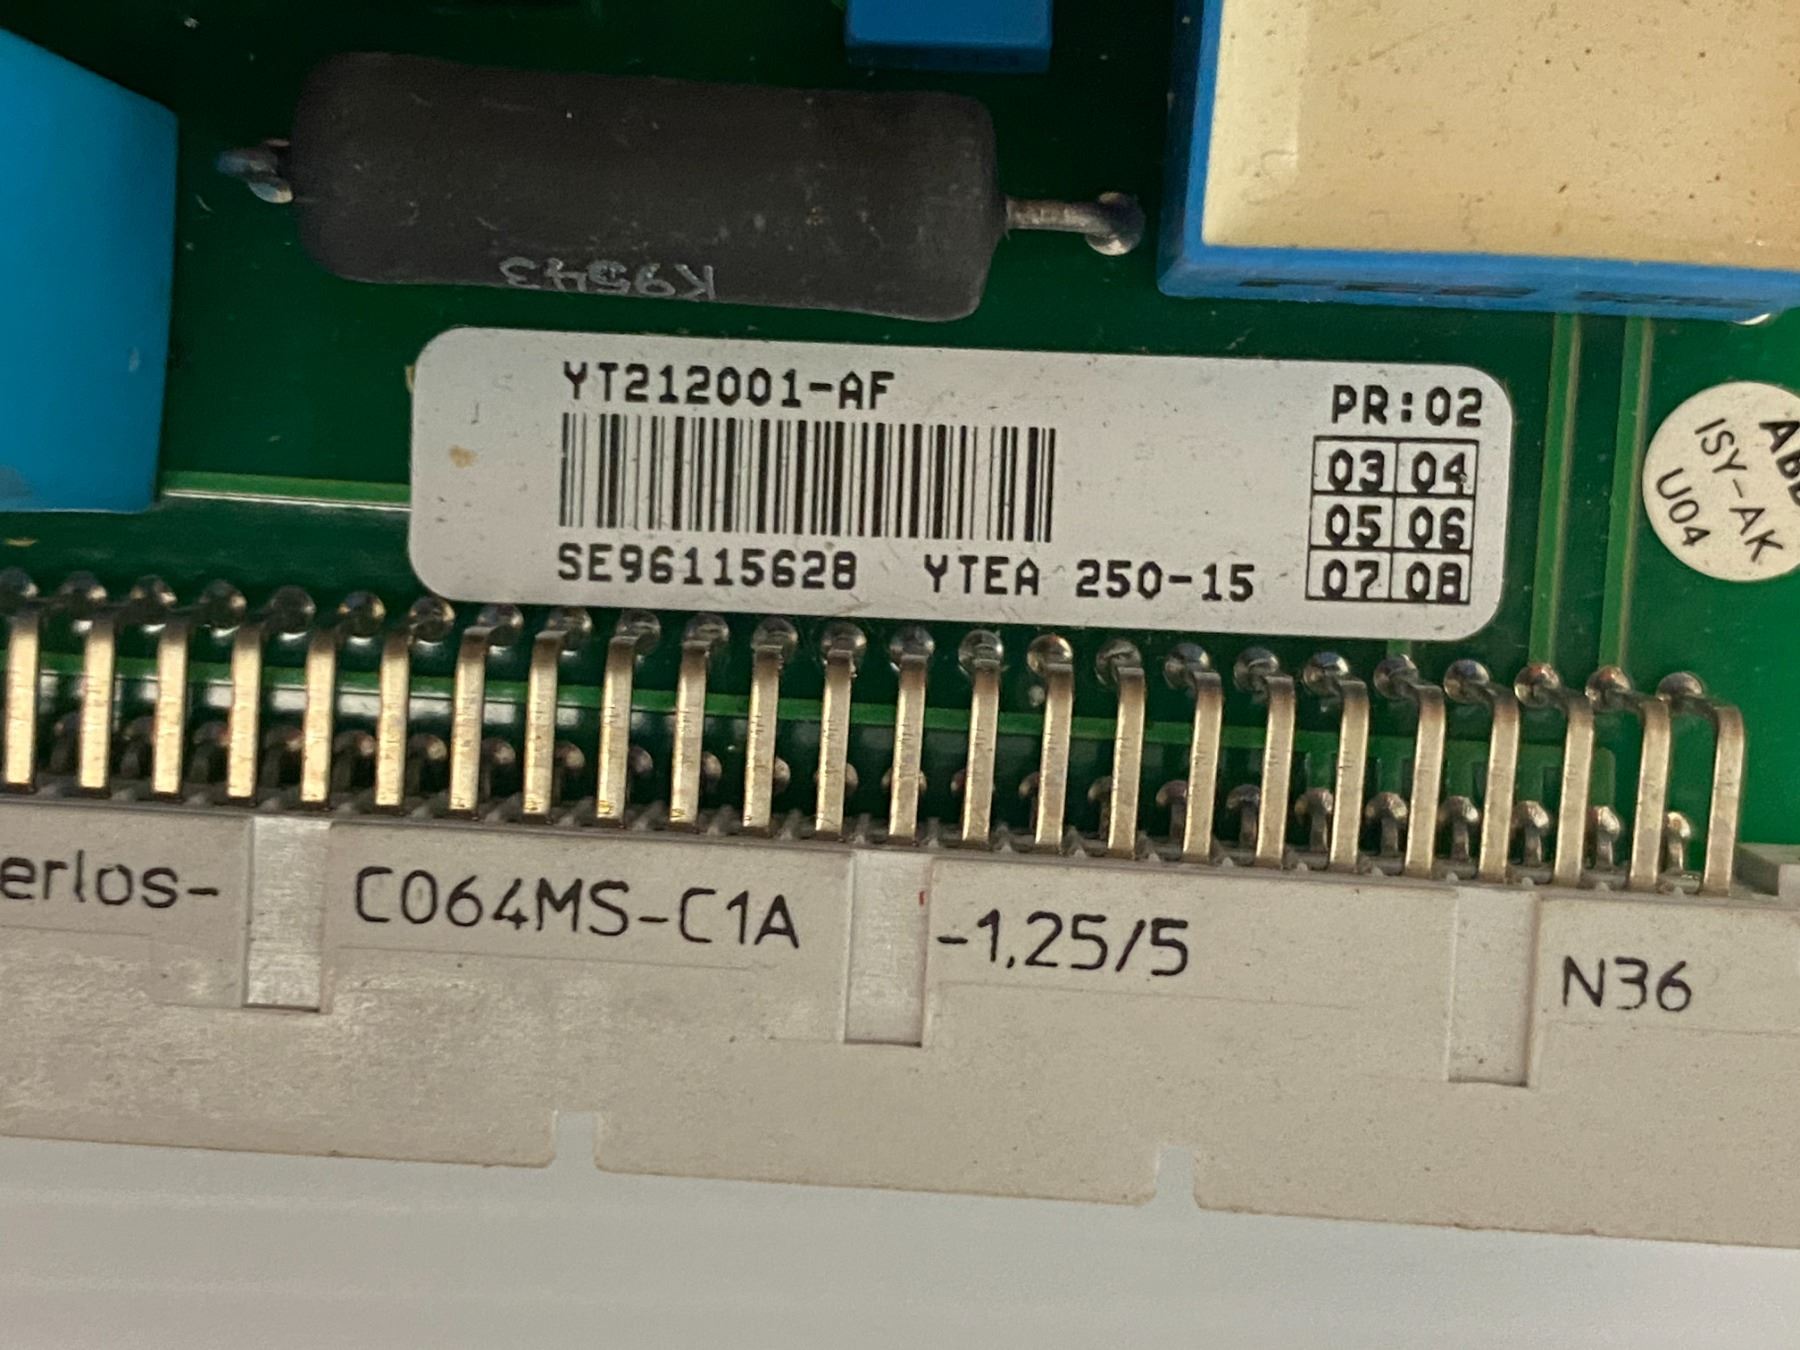 K9543
YT212001-AF
PR:02
03 04
05 06
07 08
SE96115628 YTEA 250-15
ISY-AK
U04
erlos-
C064MS-C1A
-1,25/5
N36